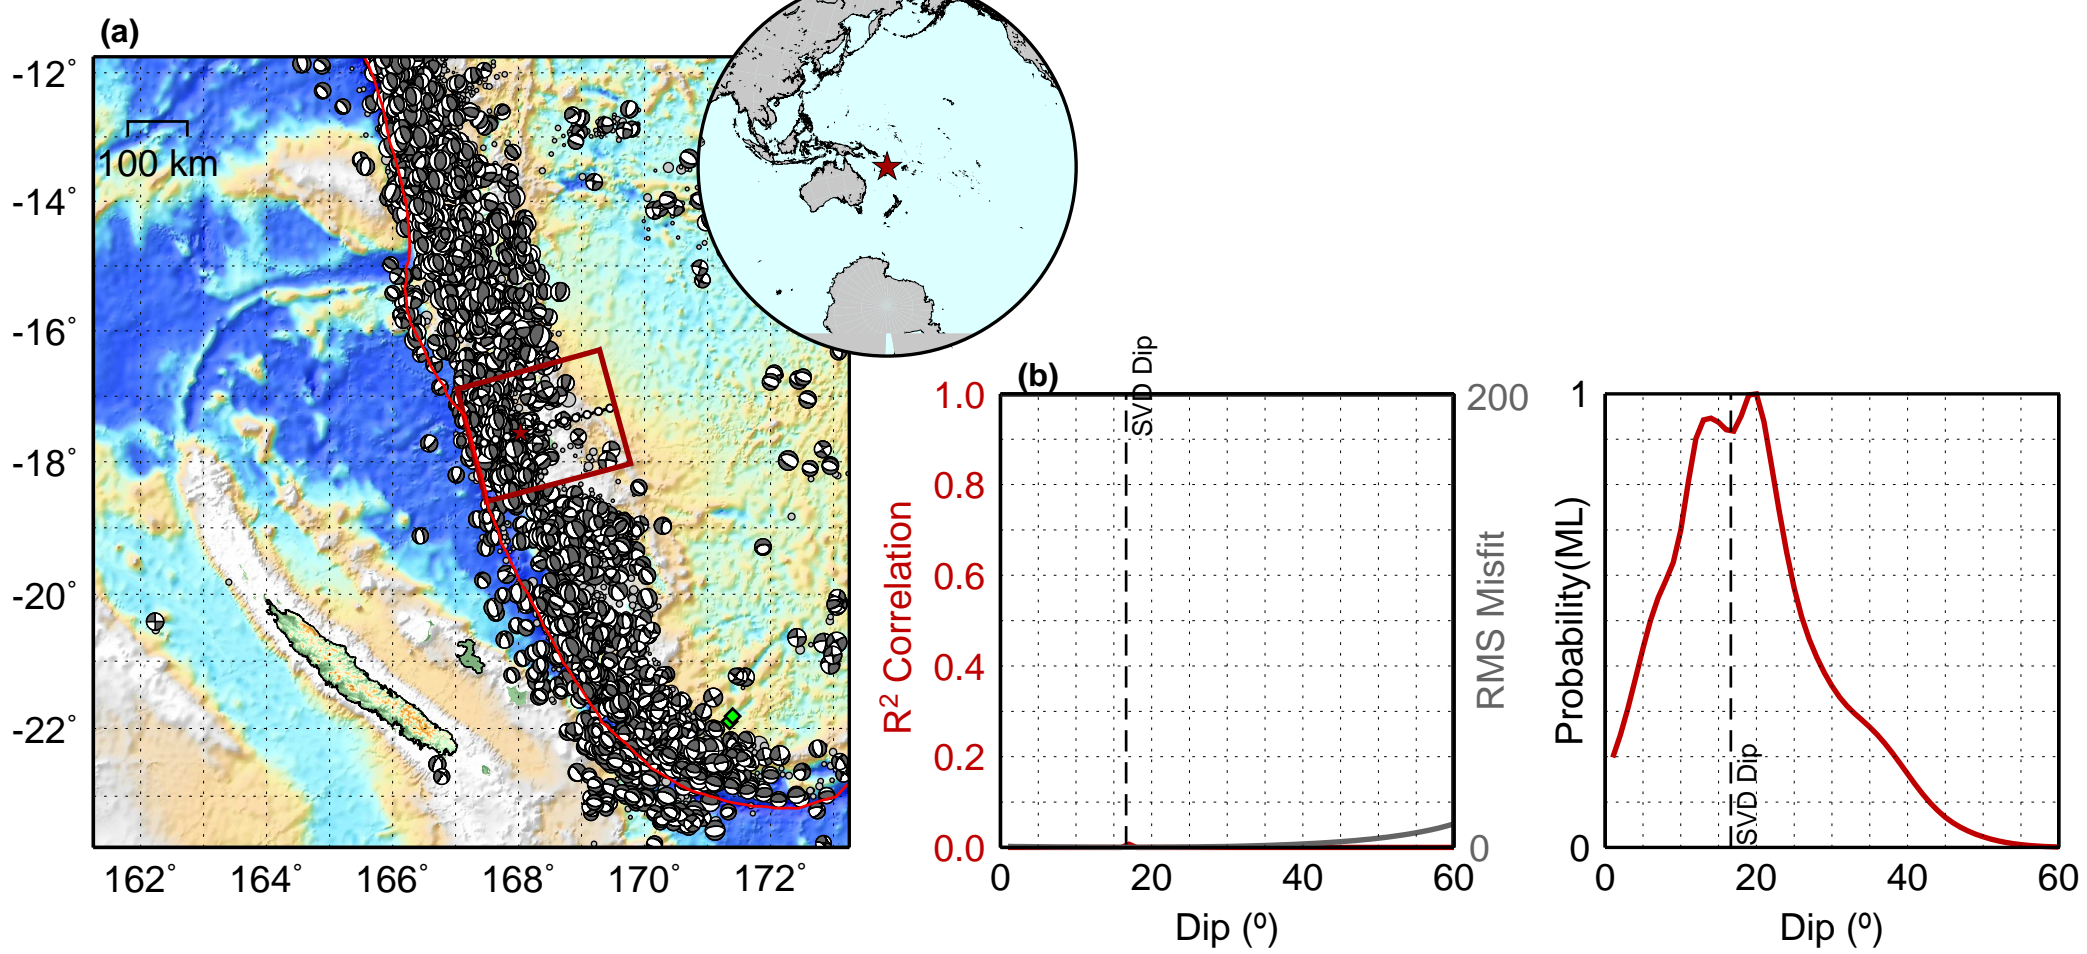 (a)
-12°
-14°
-16°
-18°
-20°
-22°
100 km
162° 164° 166° 168° 170° 172°
(b)
SVD Dip
1.0
0.8
0.6
0.4
0.2
0.0
R² Correlation
200
0
RMS Misfit
0 20 40 60
Dip (º)
1
0
Probability(ML)
SVD Dip
0 20 40 60
Dip (º)